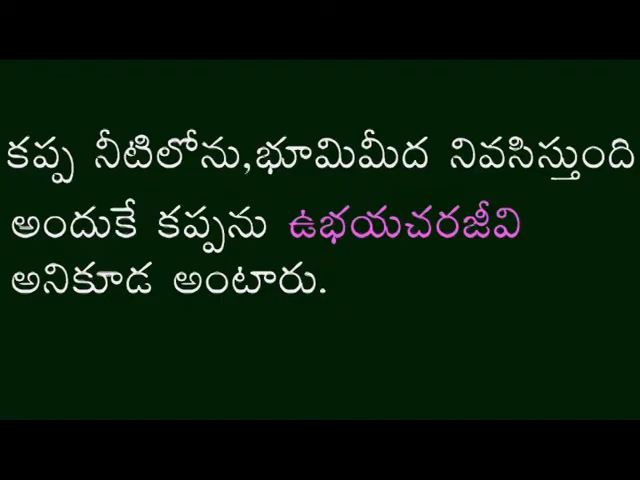 కప్ప నీటిలోను,భూమిమీద నివసిస్తుంది
అందుకే కప్పను ఉభయచరజీవి
అనికూడ అంటారు.